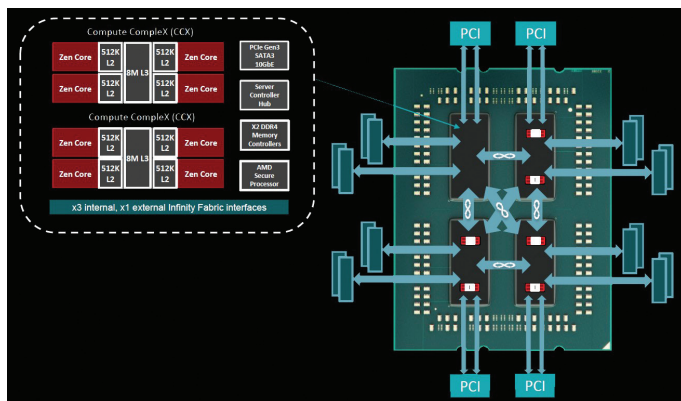 Compute CompleX (CCX)
Zen Core
512K
L2
8M L3
512K
L2
Zen Core
Zen Core
512K
L2
512K
L2
Zen Core
Compute CompleX (CCX)
Zen Core
512K
L2
8M L3
512K
L2
Zen Core
Zen Core
512K
L2
512K
L2
Zen Core
PCIe Gen3
SATA3
10GbE
Server
Controller
Hub
X2 DDR4
Memory
Controllers
AMD
Secure
Processor
x3 internal, x1 external Infinity Fabric interfaces
PCI
PCI
PCI
PCI